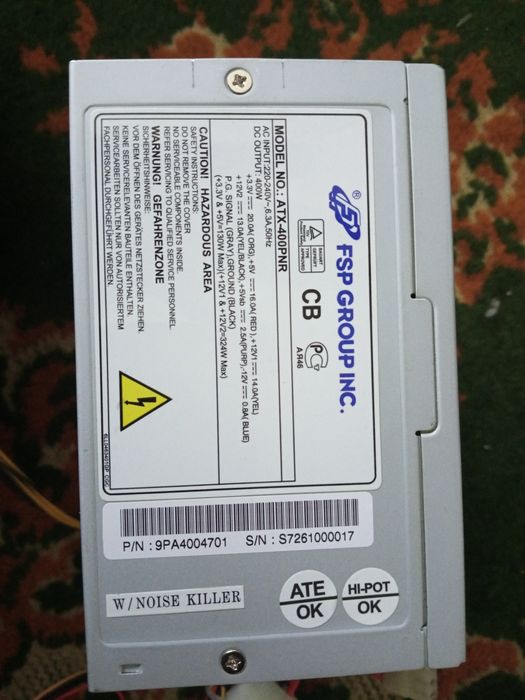 FSP GROUP INC.
CB
PG
АЯ46
MODEL NO.: ATX-400PNR
AC INPUT:220-240V~,6.3A,50Hz
DC OUTPUT: 400W
+3.3V ⎓ 20.0A( ORG),+5V ⎓ 16.0A( RED ),+12V1 ⎓ 14.0A(YEL)
+12V2 ⎓ 13.0A(YEL/BLACK),+5Vsb ⎓ 2.5A(PURP),-12V ⎓ 0.8A( BLUE)
P.G. SIGNAL (GRAY),GROUND (BLACK)
(+3.3V & +5V=130W Max)(+12V1 & +12V2=324W Max)
CAUTION! HAZARDOUS AREA
SAFETY INSTRUCTIONS:
DO NOT REMOVE THE COVER
NO SERVICEABLE COMPONENTS INSIDE.
REFER SERVICING TO QUALIFIED SERVICE PERSONNEL
WARNUNG! GEFAHRENZONE
SICHERHEITSHINWEISE:
VOR DEM ÖFFNEN DES GERÄTES NETZSTECKER ZIEHEN.
KEINE SERVICERELEVANTEN BAUTEILE ENTHALTEN.
SERVICEARBEITEN SOLLTEN NUR VON AUTORISIERTEM
FACHPERSONAL DURCHGEFÜHRT WERDEN.
P/N : 9PA4004701 S/N : S7261000017
W/NOISE KILLER
ATE
OK
HI-POT
OK